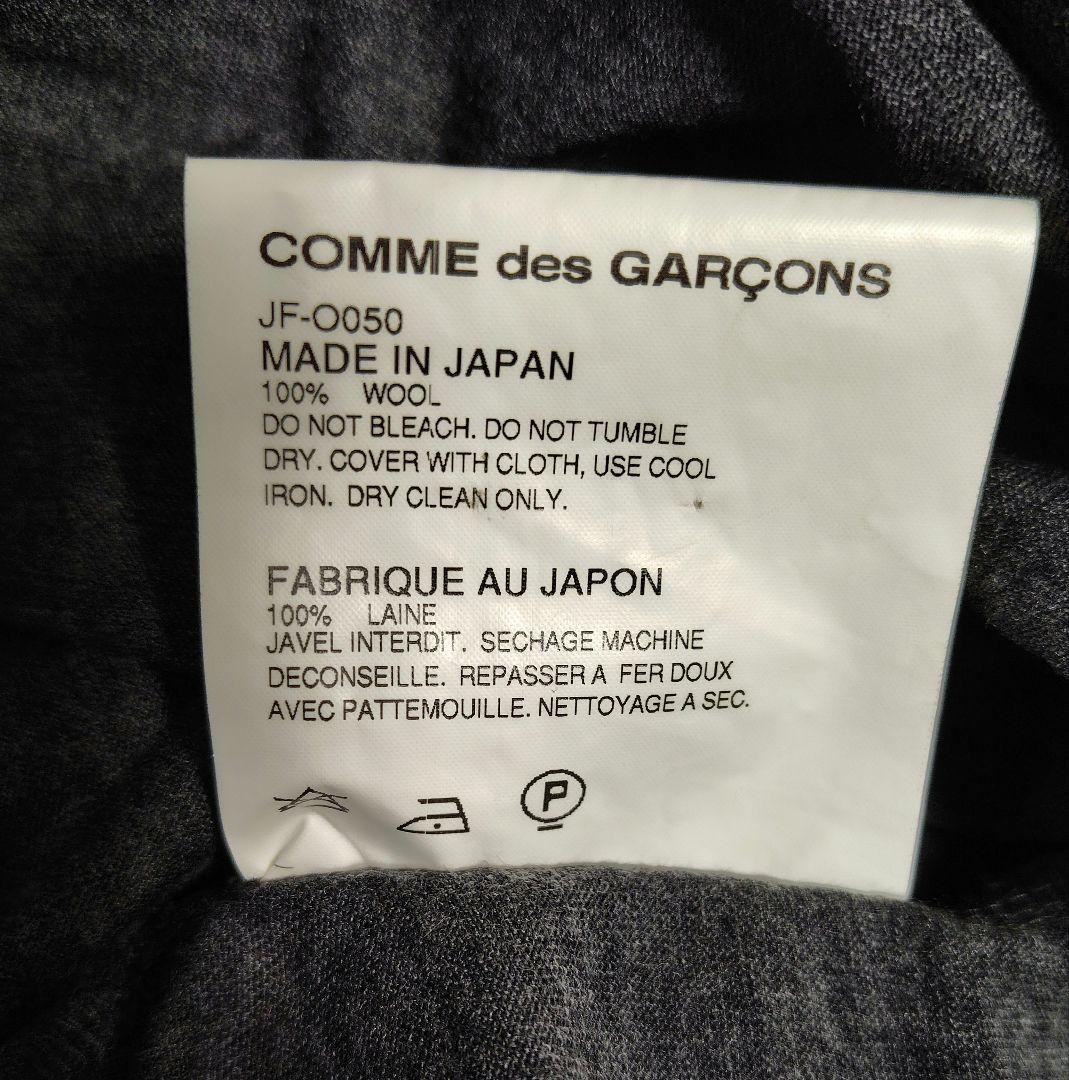 COMME des GARÇONS
JF-O050
MADE IN JAPAN
100% WOOL
DO NOT BLEACH. DO NOT TUMBLE
DRY. COVER WITH CLOTH, USE COOL
IRON. DRY CLEAN ONLY.
FABRIQUE AU JAPON
100% LAINE
JAVEL INTERDIT. SECHAGE MACHINE
DECONSEILLE. REPASSER A FER DOUX
AVEC PATTEMOUILLE. NETTOYAGE A SEC.
P